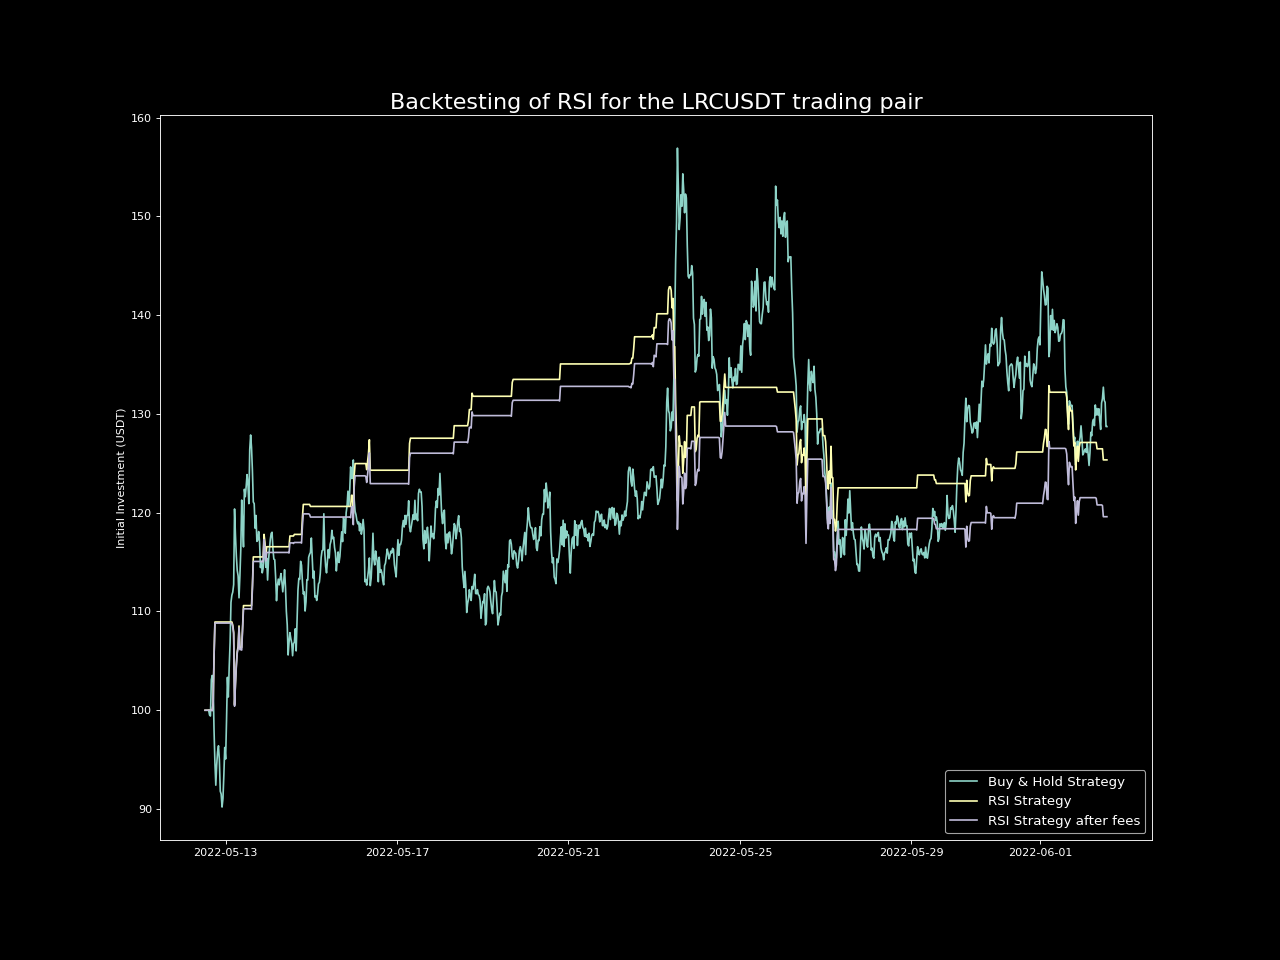 Backtesting of RSI for the LRCUSDT trading pair
160
150
140
130
120
110
100
90
Initial Investment (USDT)
2022-05-13
2022-05-17
2022-05-21
2022-05-25
2022-05-29
2022-06-01
Buy & Hold Strategy
RSI Strategy
RSI Strategy after fees